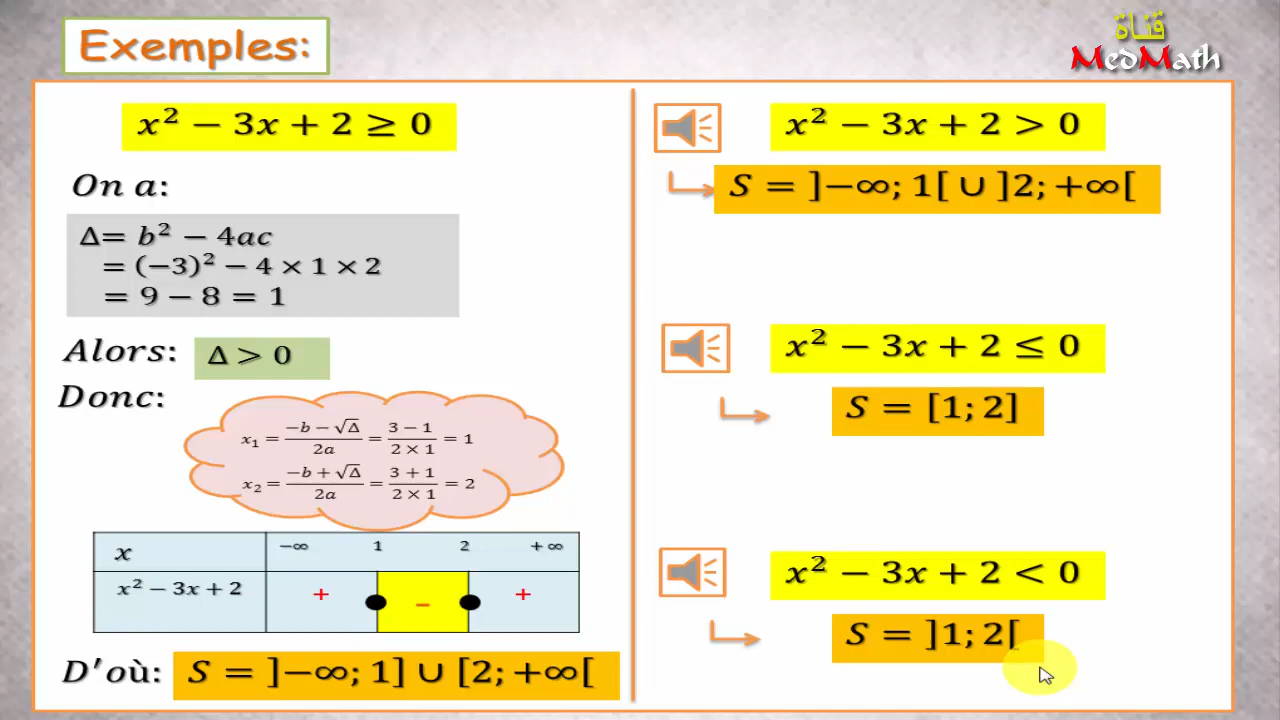 Exemples:
قناة
MedMath
x² − 3x + 2 ≥ 0
On a:
Δ= b² − 4ac
= (−3)² − 4 × 1 × 2
= 9 − 8 = 1
Alors: Δ > 0
Donc:
x₁ = (−b − √Δ)/2a = (3 − 1)/(2 × 1) = 1
x₂ = (−b + √Δ)/2a = (3 + 1)/(2 × 1) = 2
x −∞ 1 2 +∞
x² − 3x + 2 + − +
D'où: S = ]−∞; 1] ∪ [2; +∞[
x² − 3x + 2 > 0
S = ]−∞; 1[ ∪ ]2; +∞[
x² − 3x + 2 ≤ 0
S = [1; 2]
x² − 3x + 2 < 0
S = ]1; 2[